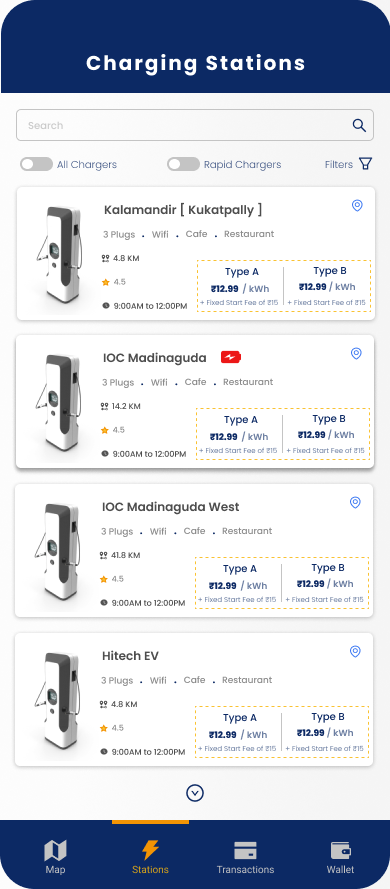 Charging Stations
Search
All Chargers
Rapid Chargers
Filters
Kalamandir [ Kukatpally ]
3 Plugs . Wifi . Cafe . Restaurant
4.8 KM
4.5
9:00AM to 12:00PM
Type A
₹12.99 / kWh
+ Fixed Start Fee of ₹15
Type B
₹12.99 / kWh
+ Fixed Start Fee of ₹15
IOC Madinaguda
3 Plugs . Wifi . Cafe . Restaurant
14.2 KM
4.5
9:00AM to 12:00PM
Type A
₹12.99 / kWh
+ Fixed Start Fee of ₹15
Type B
₹12.99 / kWh
+ Fixed Start Fee of ₹15
IOC Madinaguda West
3 Plugs . Wifi . Cafe . Restaurant
41.8 KM
4.5
9:00AM to 12:00PM
Type A
₹12.99 / kWh
+ Fixed Start Fee of ₹15
Type B
₹12.99 / kWh
+ Fixed Start Fee of ₹15
Hitech EV
3 Plugs . Wifi . Cafe . Restaurant
4.8 KM
4.5
9:00AM to 12:00PM
Type A
₹12.99 / kWh
+ Fixed Start Fee of ₹15
Type B
₹12.99 / kWh
+ Fixed Start Fee of ₹15
Map
Stations
Transactions
Wallet